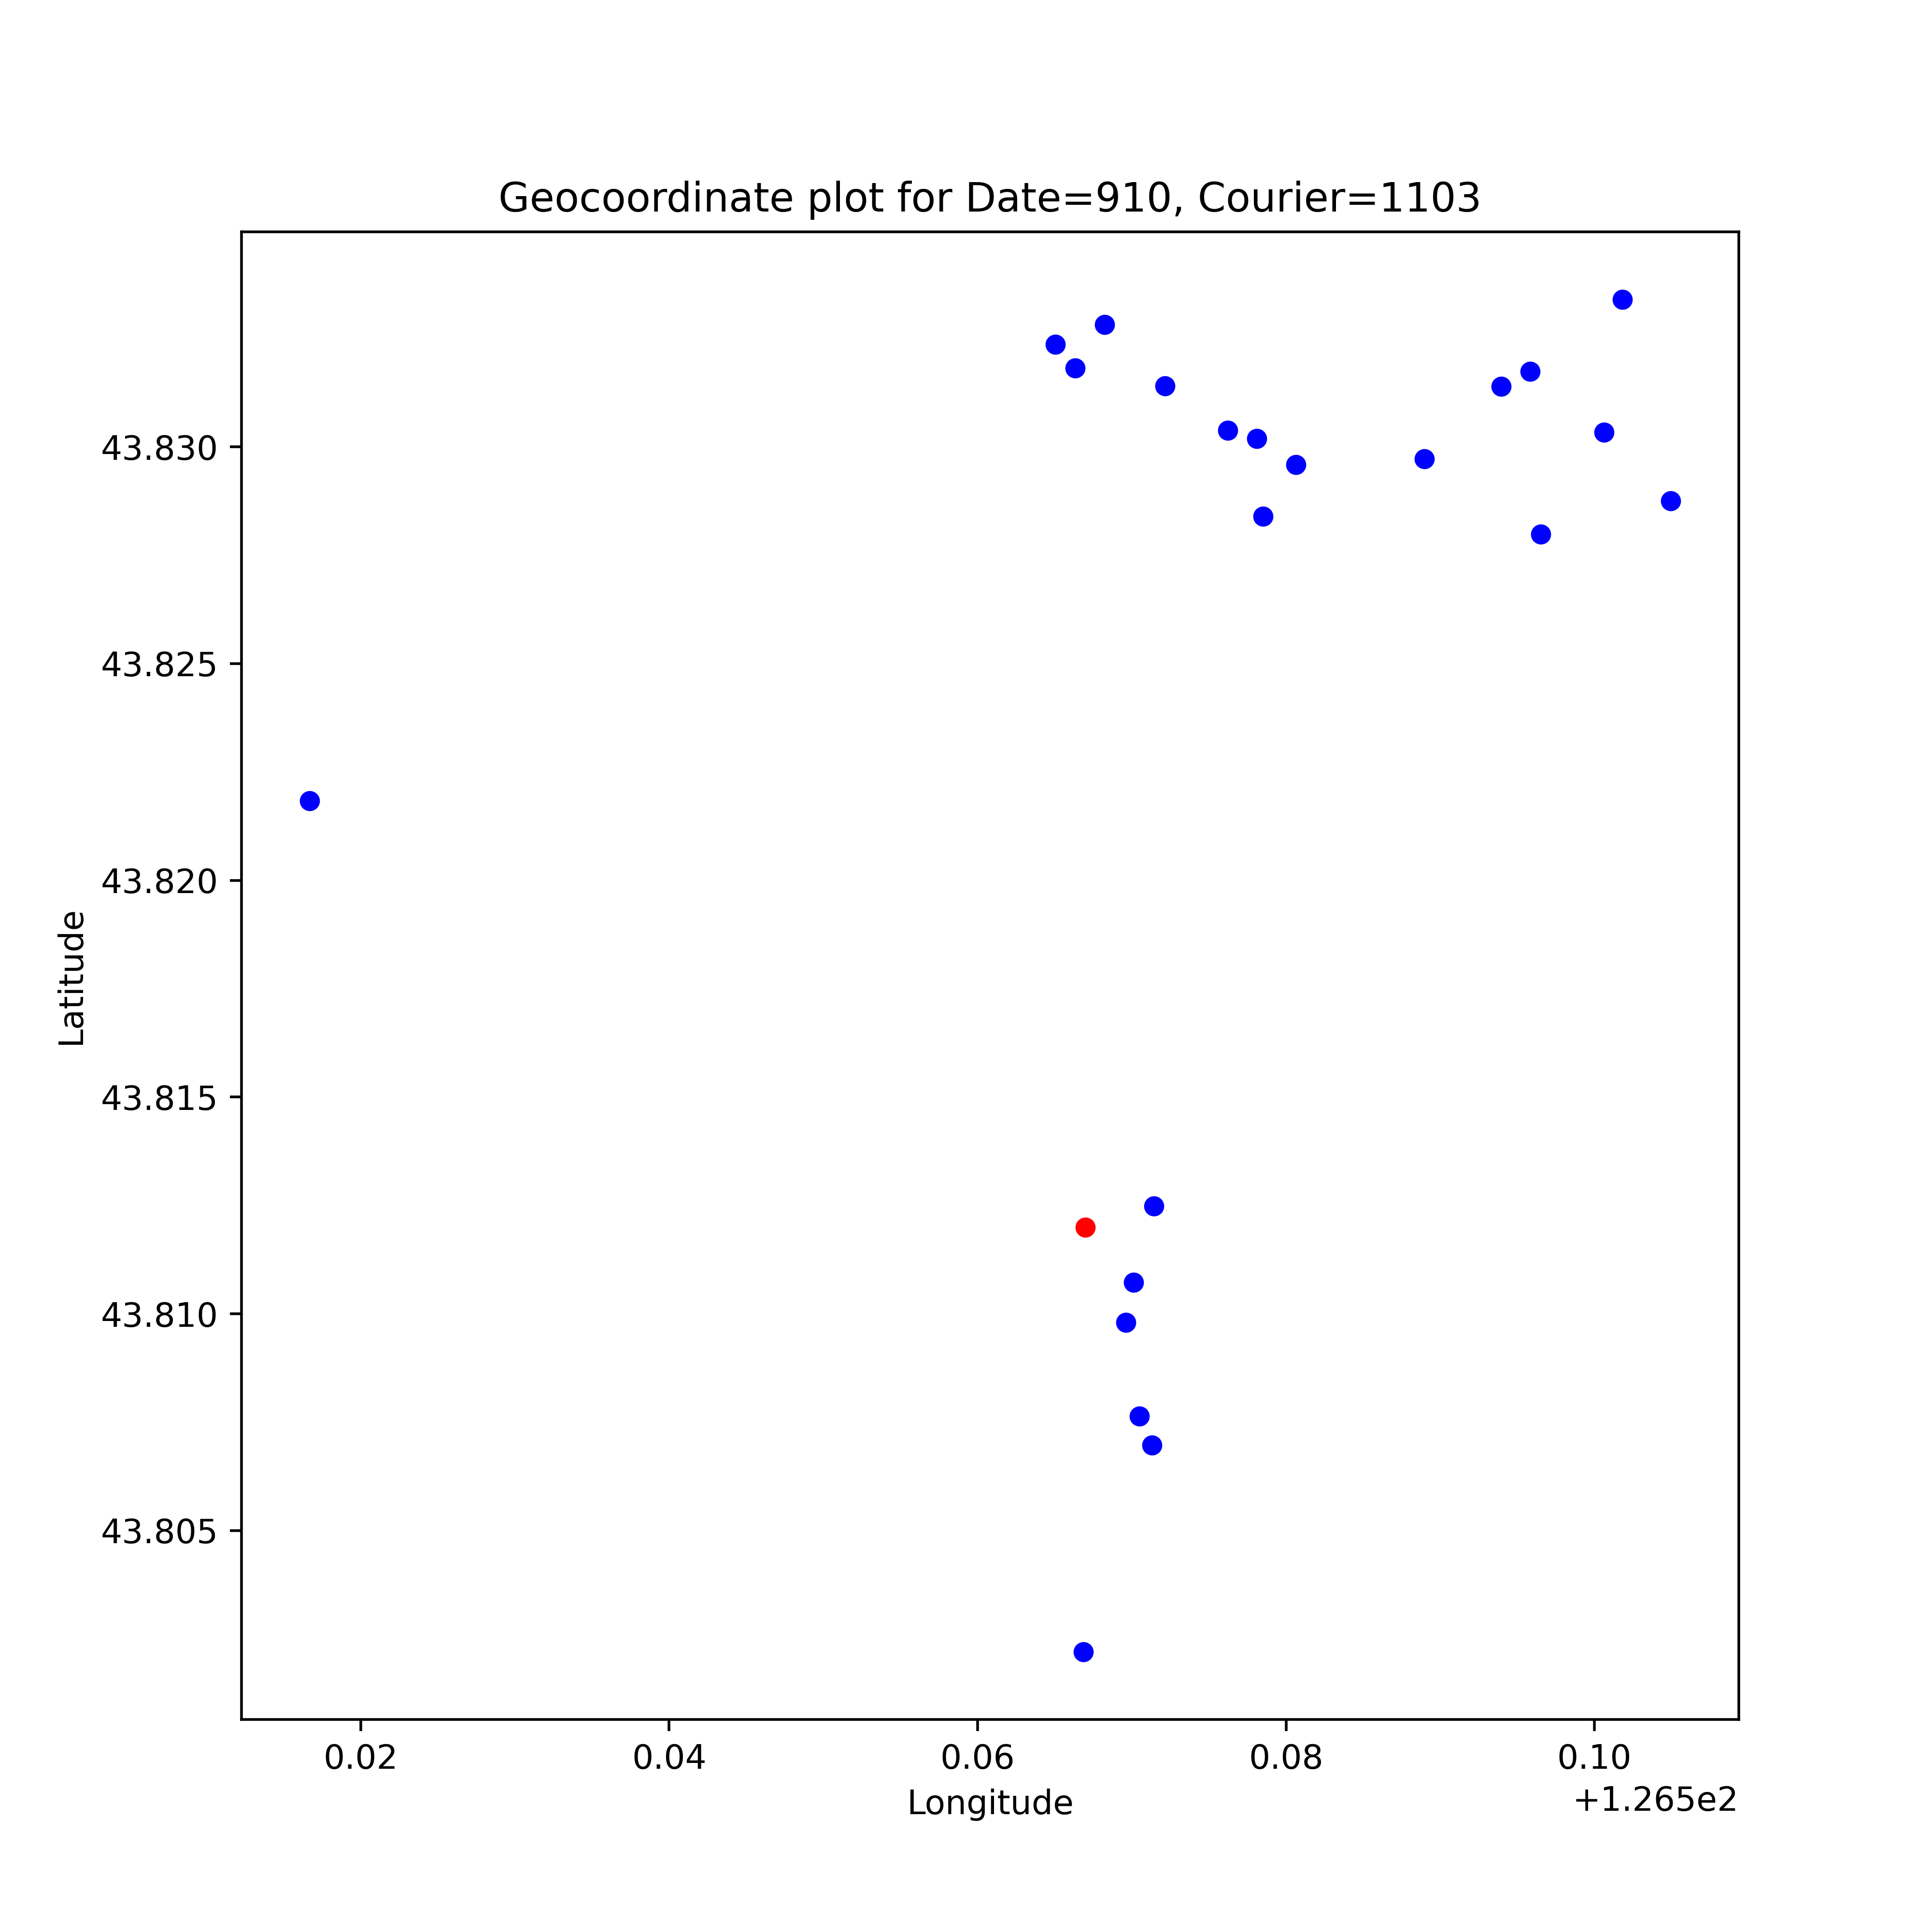 Geocoordinate plot for Date=910, Courier=1103
43.830
43.825
43.820
43.815
43.810
43.805
Latitude
0.02 0.04 0.06 0.08 0.10
Longitude
+1.265e2